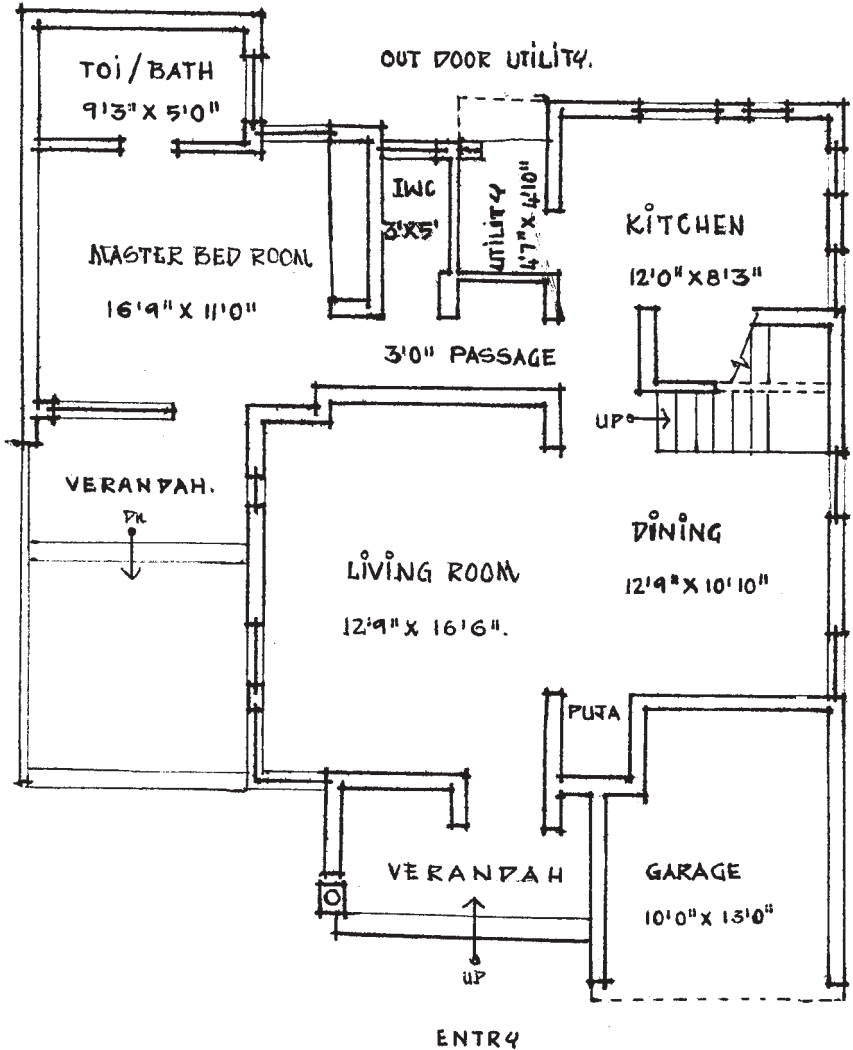 OUT DOOR UTILITY.
TOI/BATH
9'3" X 5'0"
IWC
3'X5'
UTILITY
4'7" X 4'10"
KITCHEN
12'0" X 8'3"
MASTER BED ROOM
16'9" X 11'0"
3'0" PASSAGE
UP
VERANDAH.
DN
LIVING ROOM
12'9" X 16'6".
DINING
12'9" X 10'10"
PUJA
VERANDAH
GARAGE
10'0" X 13'0"
UP
ENTRY